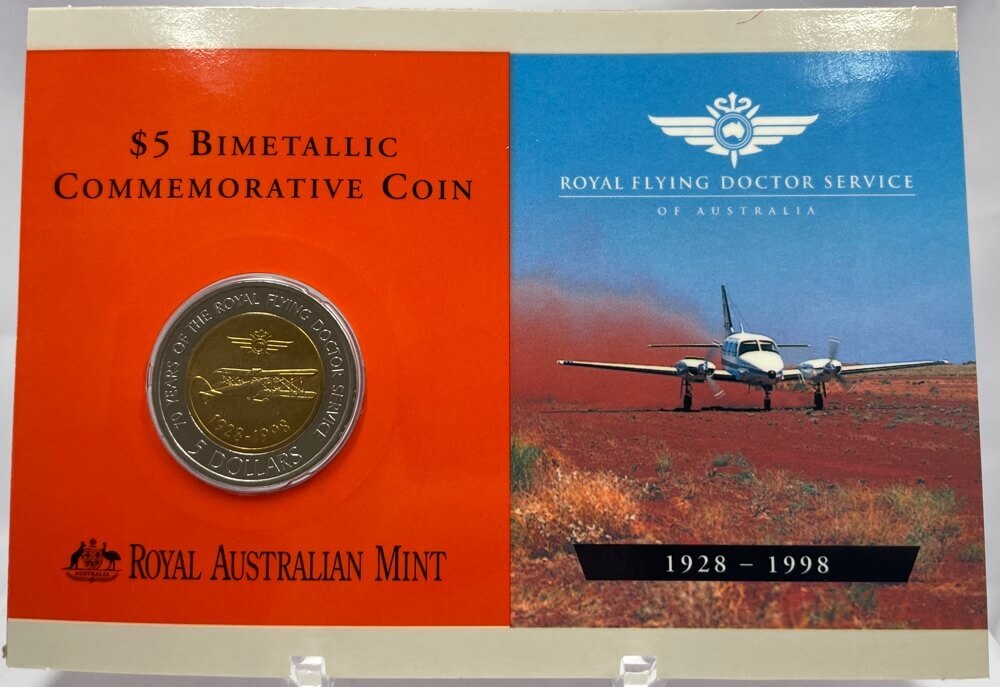 $5 BIMETALLIC
COMMEMORATIVE COIN
70 YEARS OF THE ROYAL FLYING DOCTOR SERVICE
1928-1998
5 DOLLARS
AUSTRALIA
ROYAL AUSTRALIAN MINT
ROYAL FLYING DOCTOR SERVICE
OF AUSTRALIA
1928 – 1998